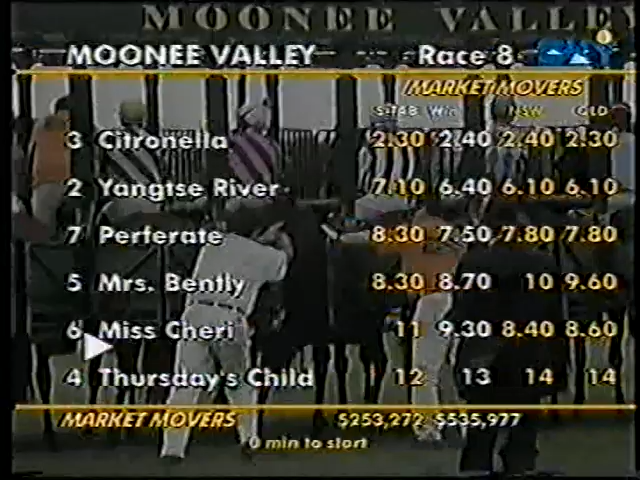 MOONEE VALLEY
MOONEE VALLEY Race 8
MARKET MOVERS
S-TAB Win NSW QLD
3 Citronella 2.30 2.40 2.40 2.30
2 Yangtse River 7.10 6.40 6.10 6.10
7 Perferate 8.30 7.50 7.80 7.80
5 Mrs. Bently 8.30 8.70 10 9.60
6 Miss Cheri 11 9.30 8.40 8.60
4 Thursday's Child 12 13 14 14
MARKET MOVERS $253,272 $535,977
0 min to start